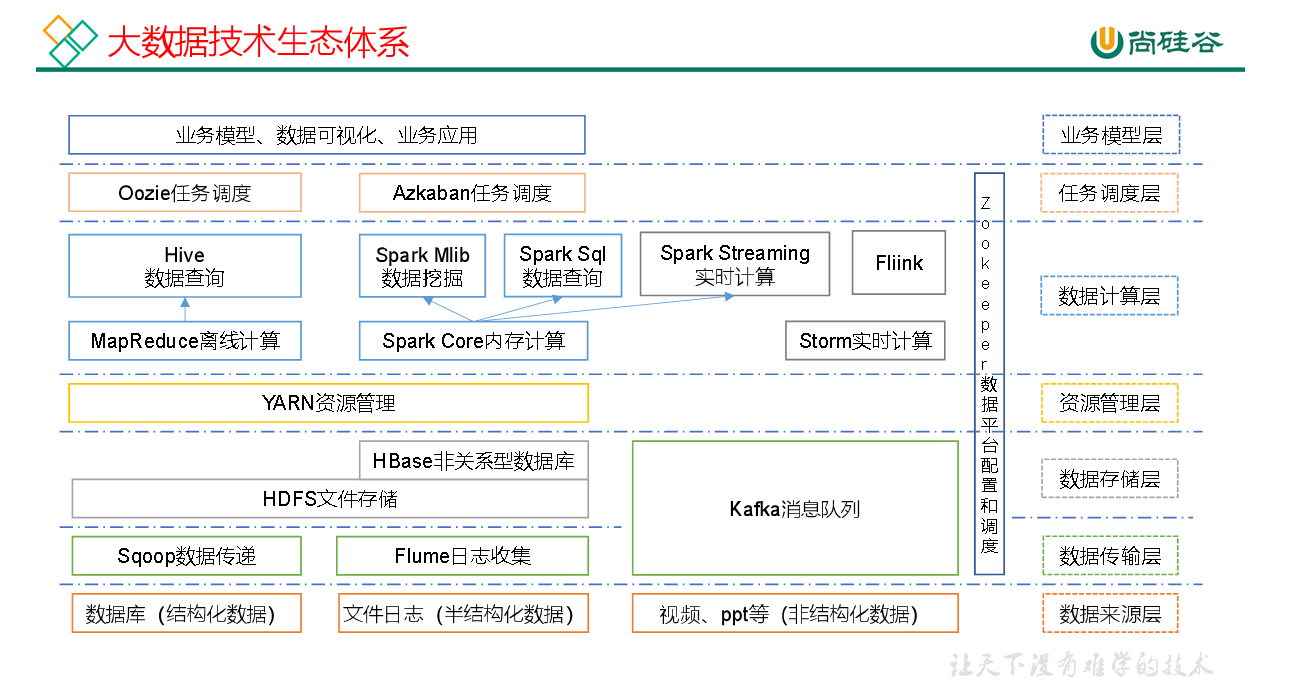 大数据技术生态体系
尚硅谷
业务模型、数据可视化、业务应用
业务模型层
Oozie任务调度
Azkaban任务调度
任务调度层
Hive
数据查询
Spark Mlib
数据挖掘
Spark Sql
数据查询
Spark Streaming
实时计算
Fliink
数据计算层
MapReduce离线计算
Spark Core内存计算
Storm实时计算
Zookeeper数据平台配置和调度
YARN资源管理
资源管理层
HBase非关系型数据库
HDFS文件存储
Kafka消息队列
数据存储层
Sqoop数据传递
Flume日志收集
数据传输层
数据库（结构化数据）
文件日志（半结构化数据）
视频、ppt等（非结构化数据）
数据来源层
让天下没有难学的技术